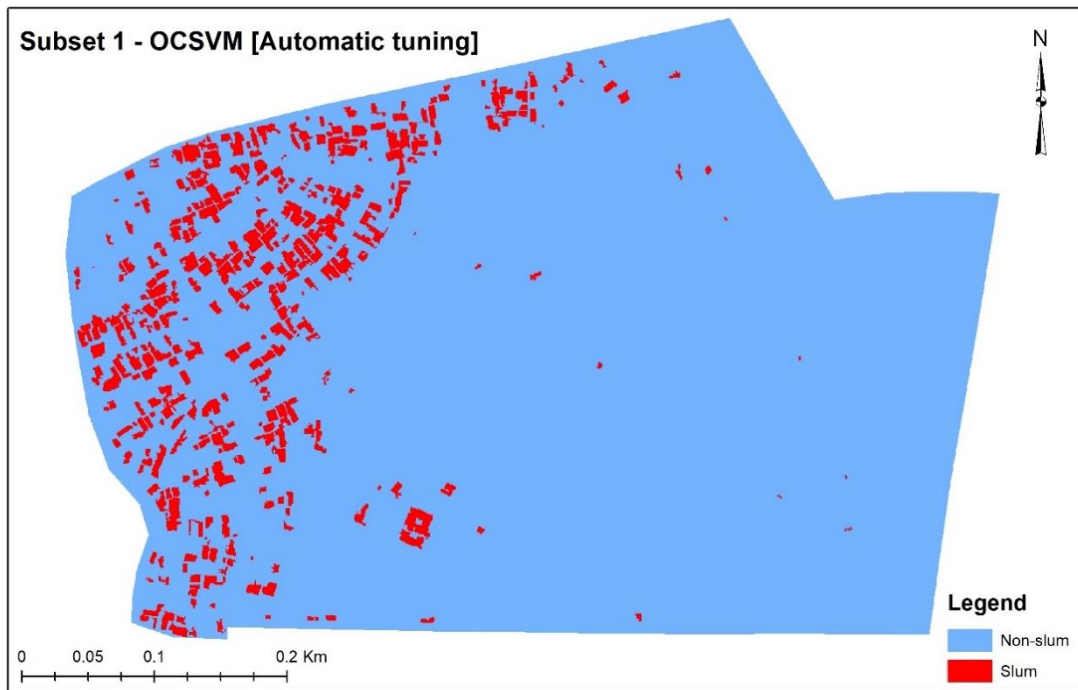 Subset 1 - OCSVM [Automatic tuning]
N
Legend
Non-slum
Slum
0 0.05 0.1 0.2 Km